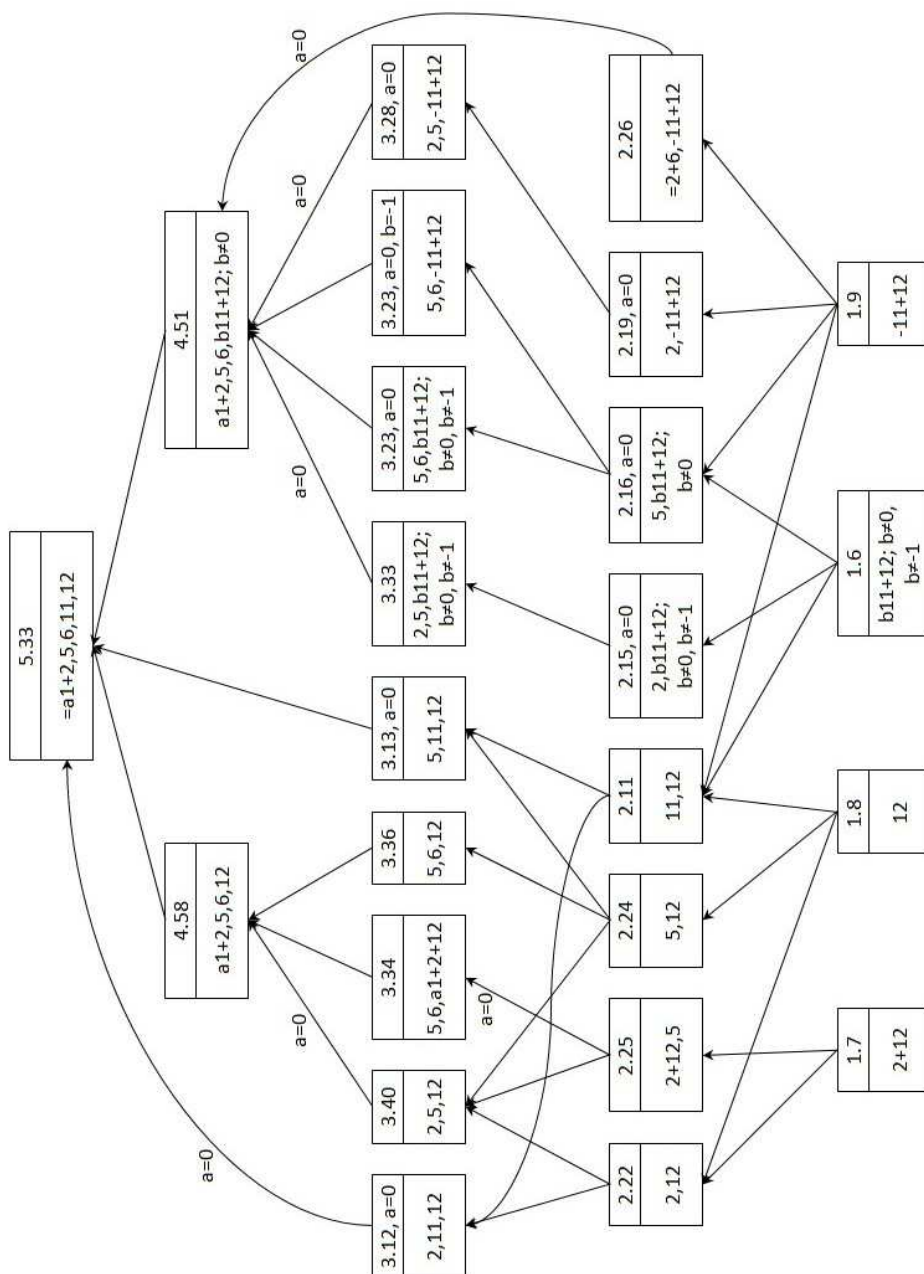 5.33
=a1+2,5,6,11,12
4.58
a1+2,5,6,12
4.51
a1+2,5,6,b11+12; b≠0
a=0
a=0
a=0
a=0
a=0
3.12, a=0
2,11,12
3.40
2,5,12
3.34
5,6,a1+2+12
3.36
5,6,12
3.13, a=0
5,11,12
3.33
2,5,b11+12;
b≠0, b≠-1
3.23, a=0
5,6,b11+12;
b≠0, b≠-1
3.23, a=0, b=-1
5,6,-11+12
3.28, a=0
2,5,-11+12
a=0
2.22
2,12
2.25
2+12,5
2.24
5,12
2.11
11,12
2.15, a=0
2,b11+12;
b≠0, b≠-1
2.16, a=0
5,b11+12;
b≠0
2.19, a=0
2,-11+12
2.26
=2+6,-11+12
1.7
2+12
1.8
12
1.6
b11+12; b≠0,
b≠-1
1.9
-11+12